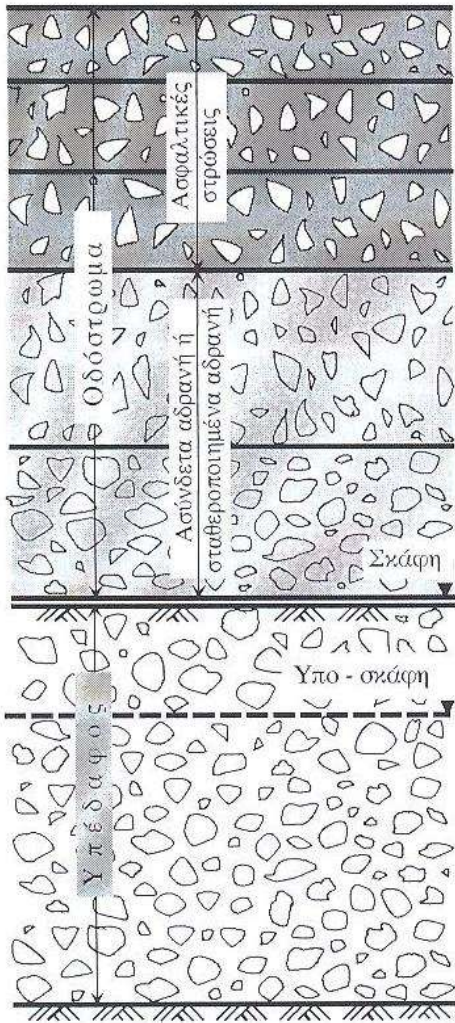 Ασφαλτικές
στρώσεις
Οδόστρωμα
Ασύνδετα αδρανή ή
σταθεροποιημένα αδρανή
Σκάφη
Υπο - σκάφη
Υπέδαφος